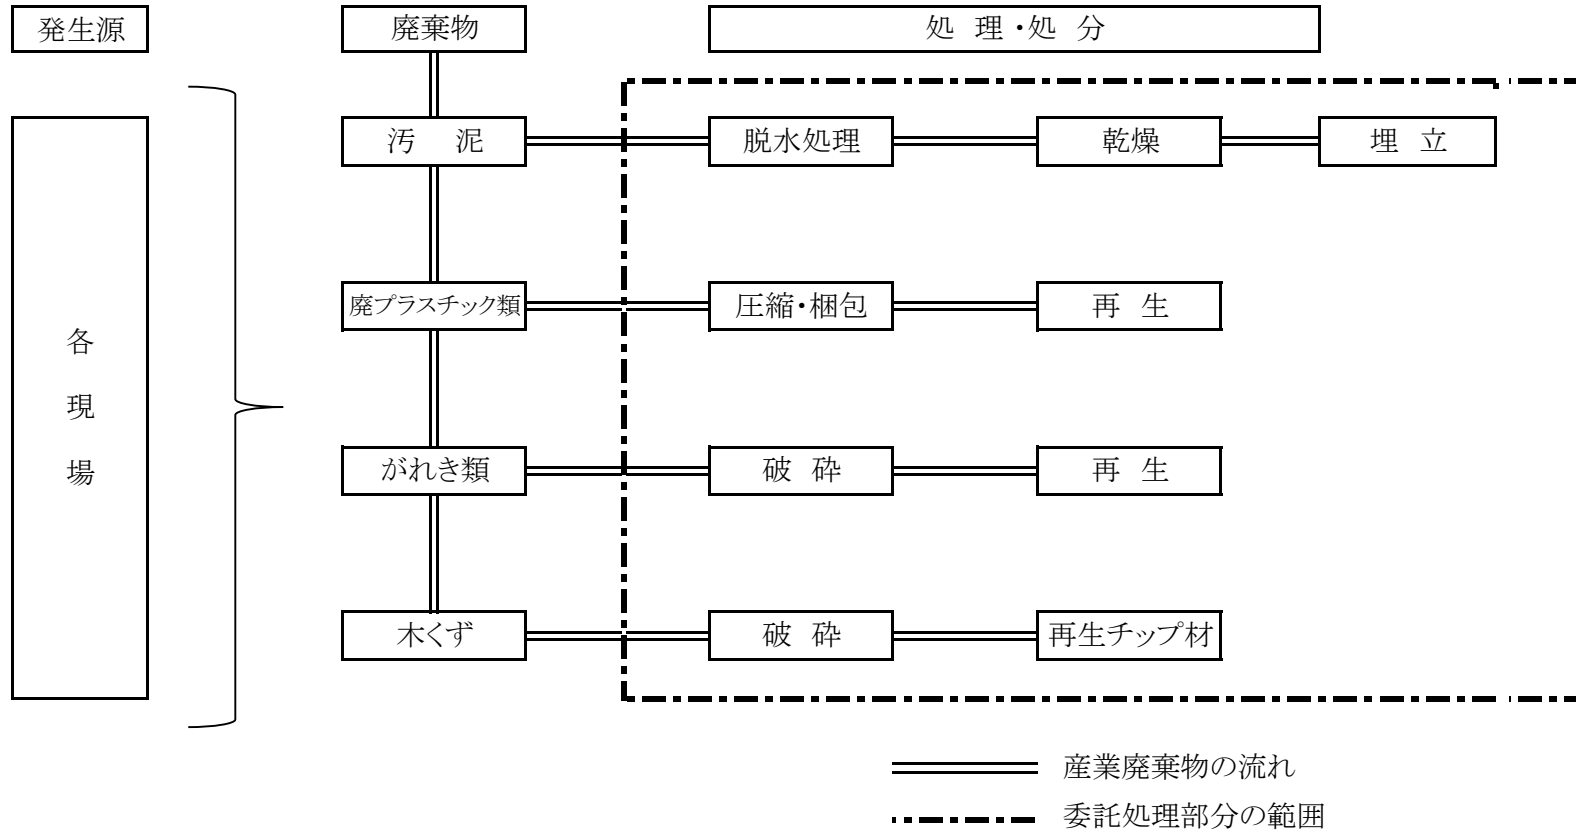 発生源
廃棄物
処 理・処 分
汚 泥
脱水処理
乾燥
埋 立
廃プラスチック類
圧縮・梱包
再 生
各
現
場
がれき類
破 砕
再 生
木くず
破 砕
再生チップ材
産業廃棄物の流れ
委託処理部分の範囲